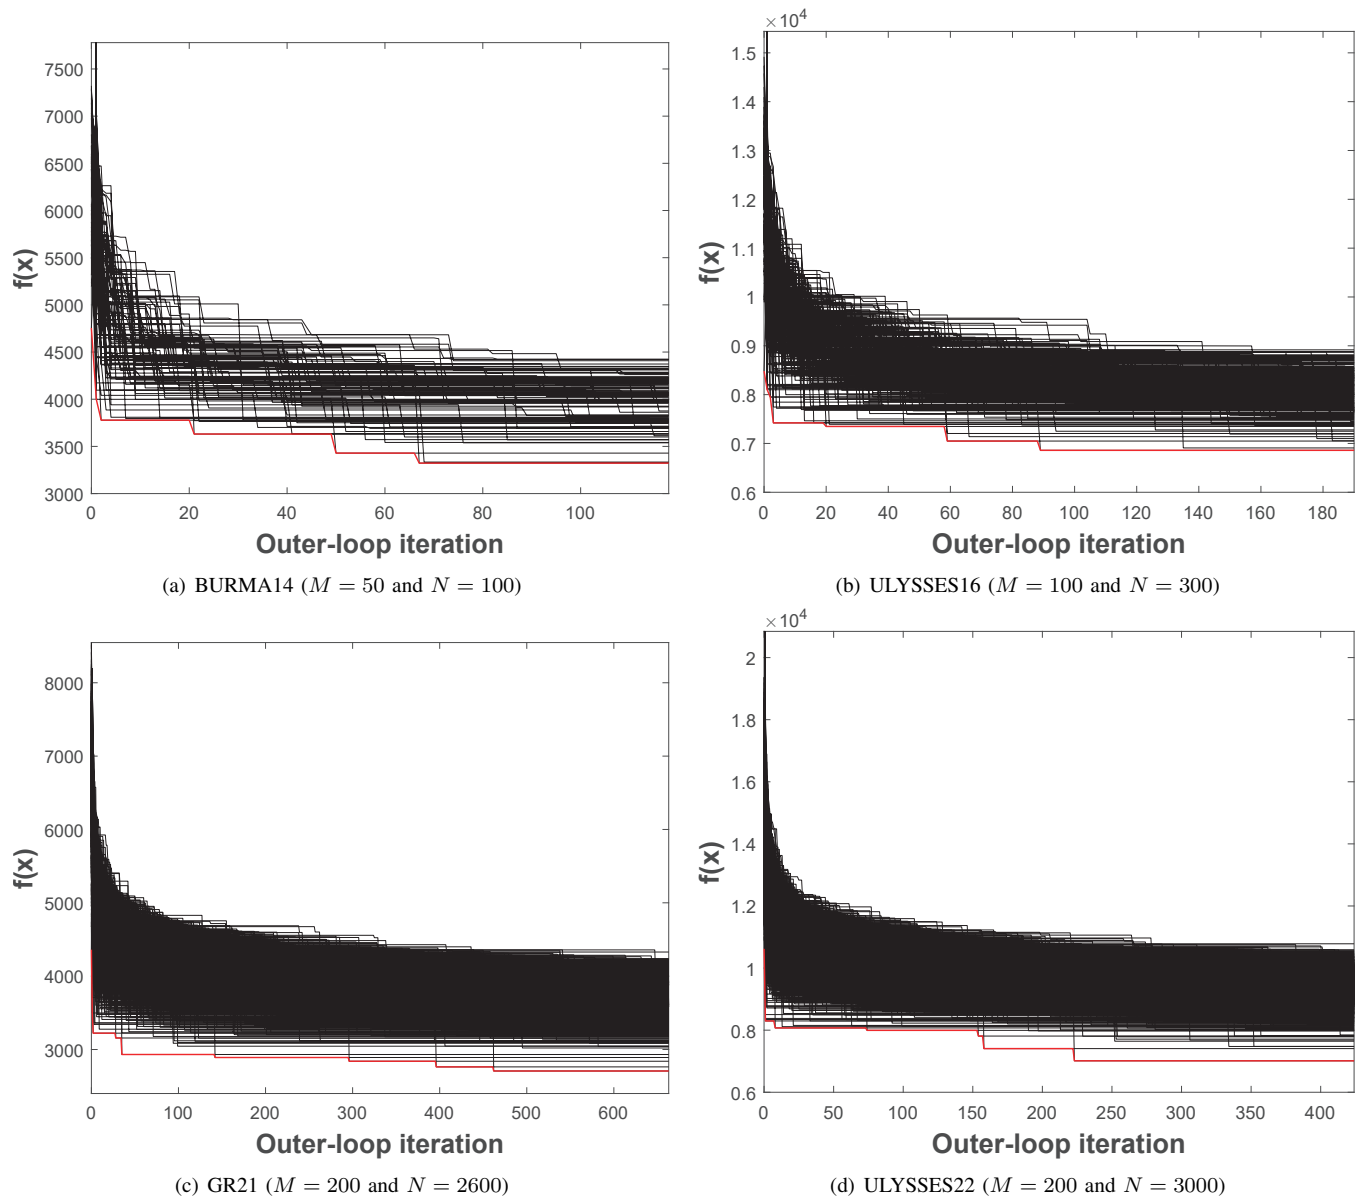 7500
7000
6500
6000
5500
5000
4500
4000
3500
3000
f(x)
0 20 40 60 80 100
Outer-loop iteration
(a) BURMA14 (M = 50 and N = 100)
×10⁴
1.5
1.4
1.3
1.2
1.1
1
0.9
0.8
0.7
0.6
f(x)
0 20 40 60 80 100 120 140 160 180
Outer-loop iteration
(b) ULYSSES16 (M = 100 and N = 300)
8000
7000
6000
5000
4000
3000
f(x)
0 100 200 300 400 500 600
Outer-loop iteration
(c) GR21 (M = 200 and N = 2600)
×10⁴
2
1.8
1.6
1.4
1.2
1
0.8
0.6
f(x)
0 50 100 150 200 250 300 350 400
Outer-loop iteration
(d) ULYSSES22 (M = 200 and N = 3000)